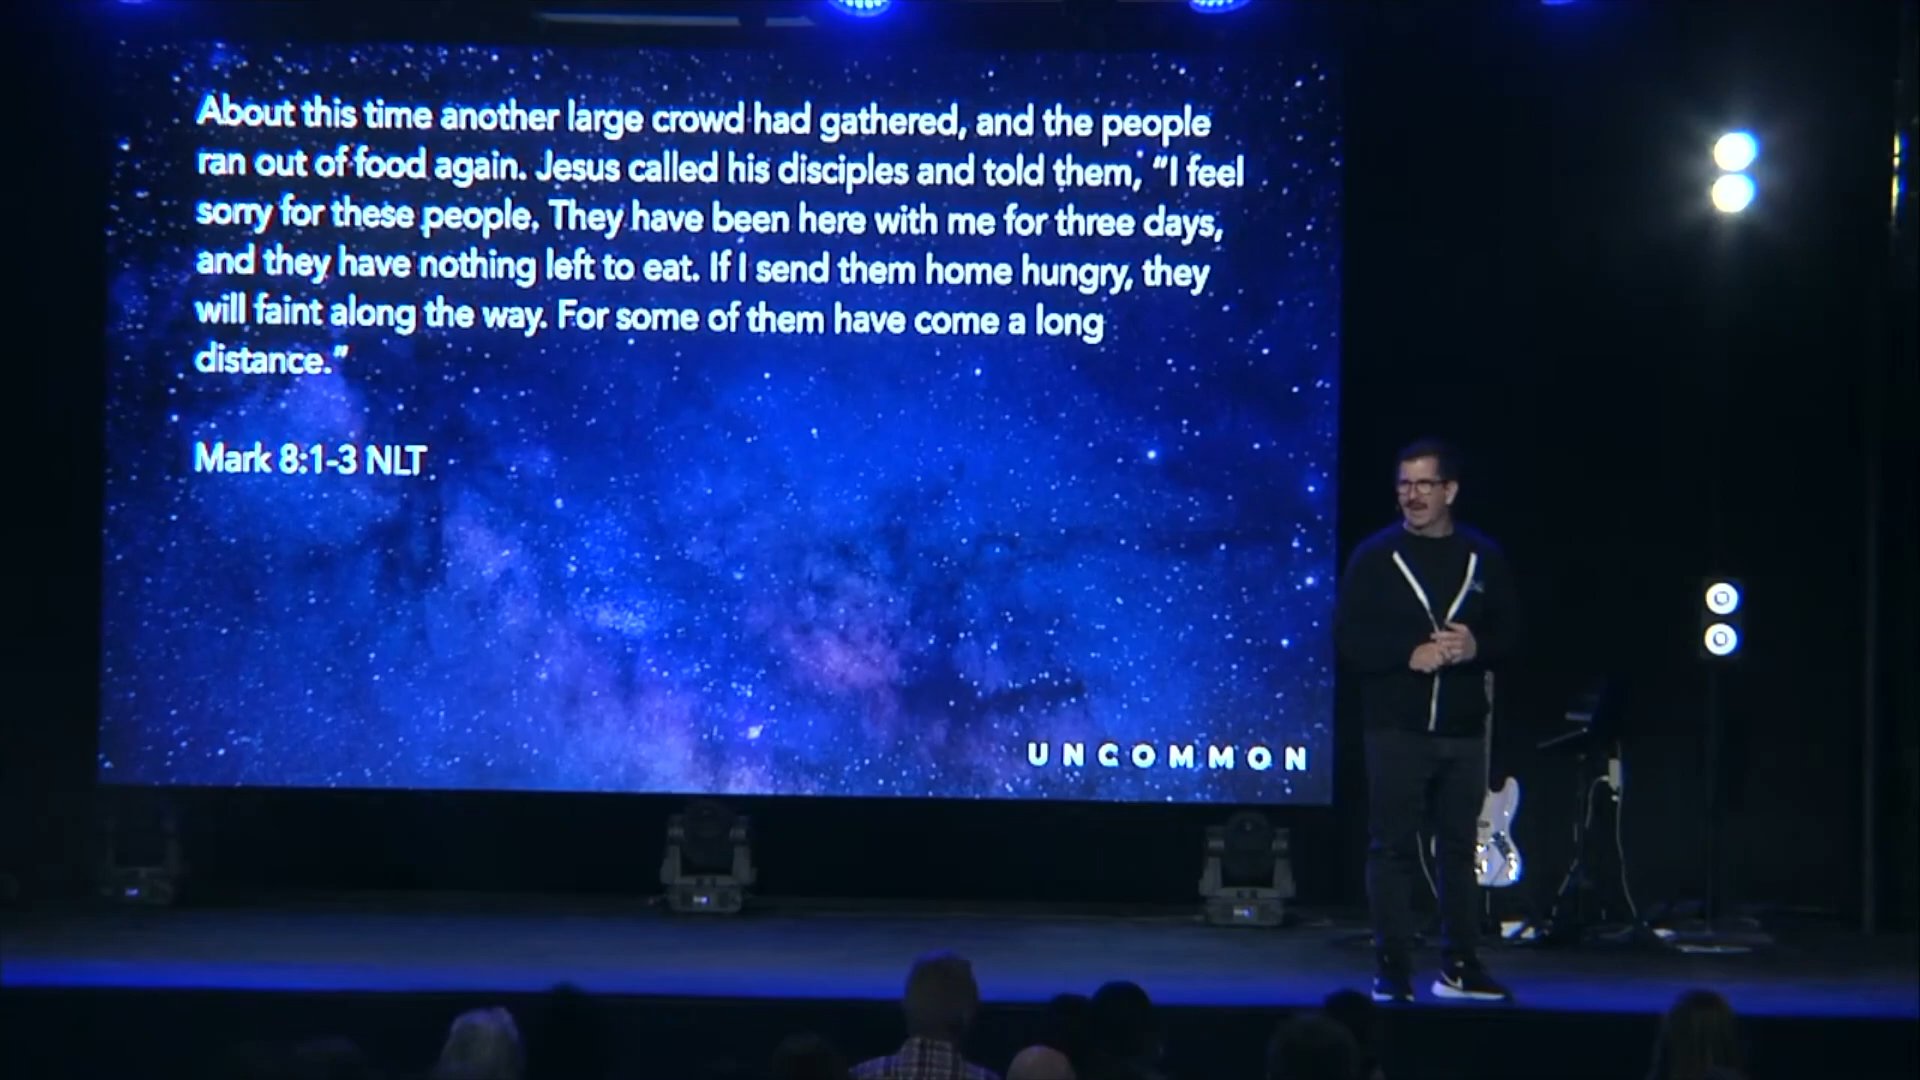 About this time another large crowd had gathered, and the people
ran out of food again. Jesus called his disciples and told them, “I feel
sorry for these people. They have been here with me for three days,
and they have nothing left to eat. If I send them home hungry, they
will faint along the way. For some of them have come a long
distance.”
Mark 8:1-3 NLT
UNCOMMON